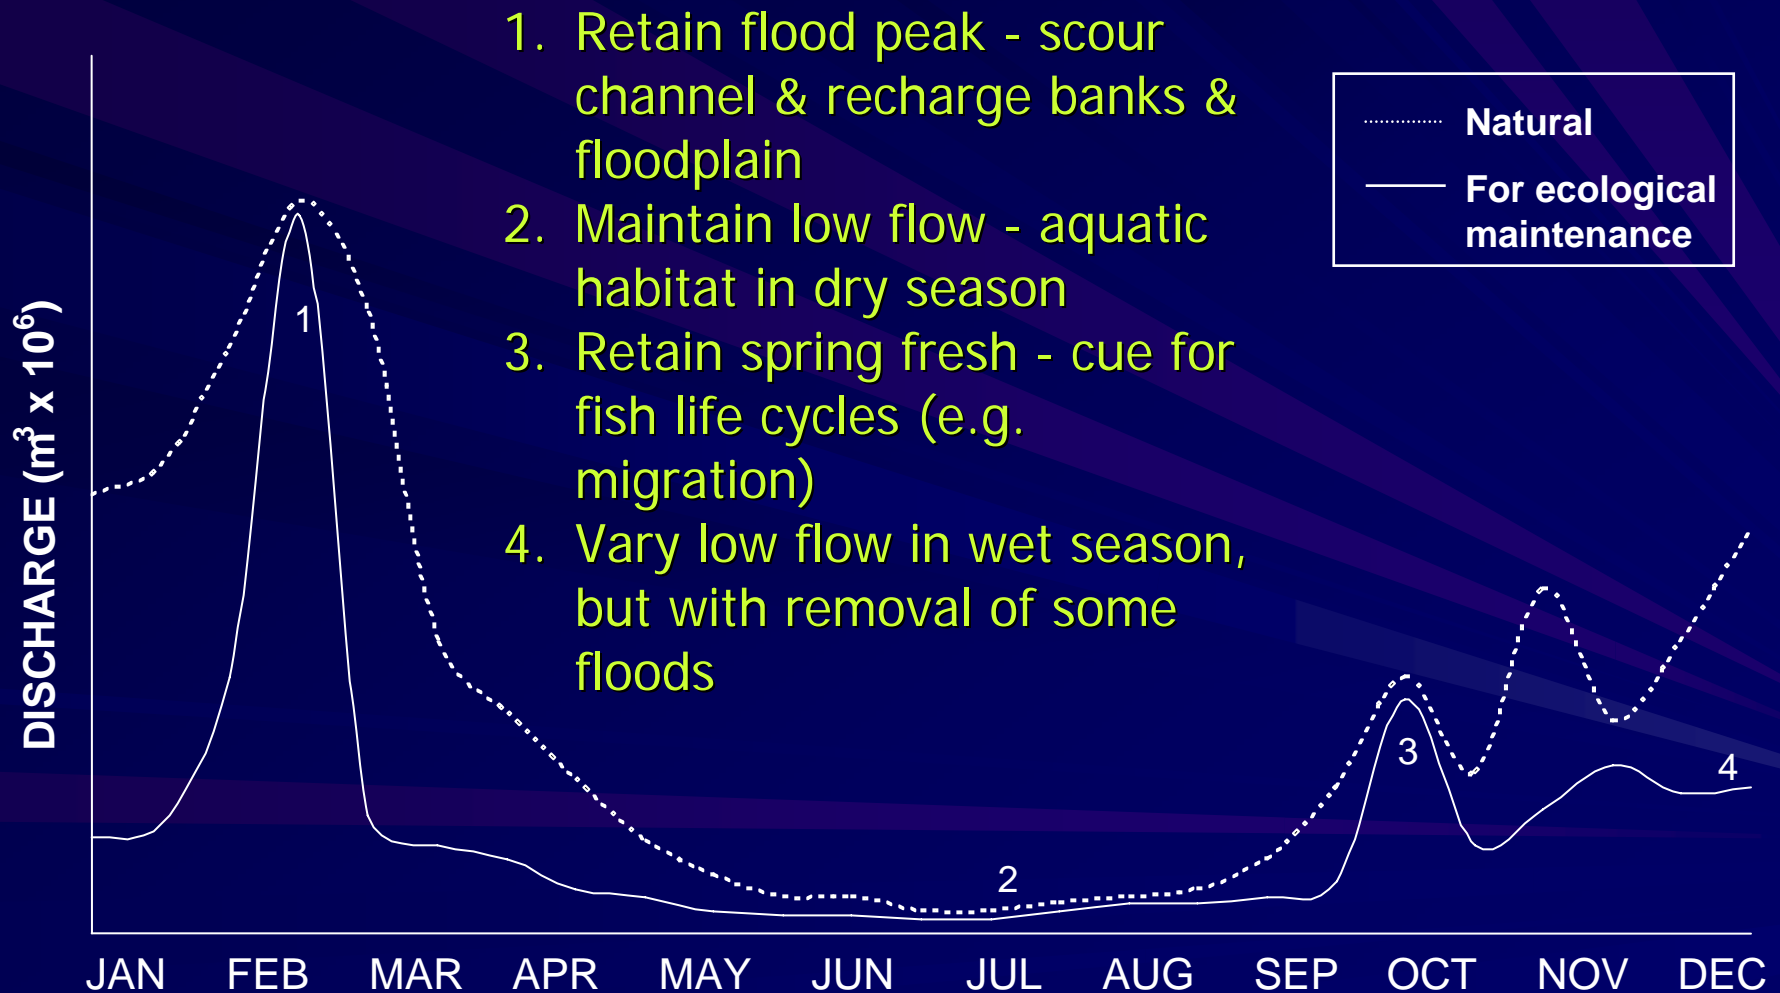 1. Retain flood peak - scour
channel & recharge banks &
floodplain
2. Maintain low flow - aquatic
habitat in dry season
3. Retain spring fresh - cue for
fish life cycles (e.g.
migration)
4. Vary low flow in wet season,
but with removal of some
floods
Natural
For ecological
maintenance
DISCHARGE (m³ x 10⁶)
1
2
3
4
JAN FEB MAR APR MAY JUN JUL AUG SEP OCT NOV DEC